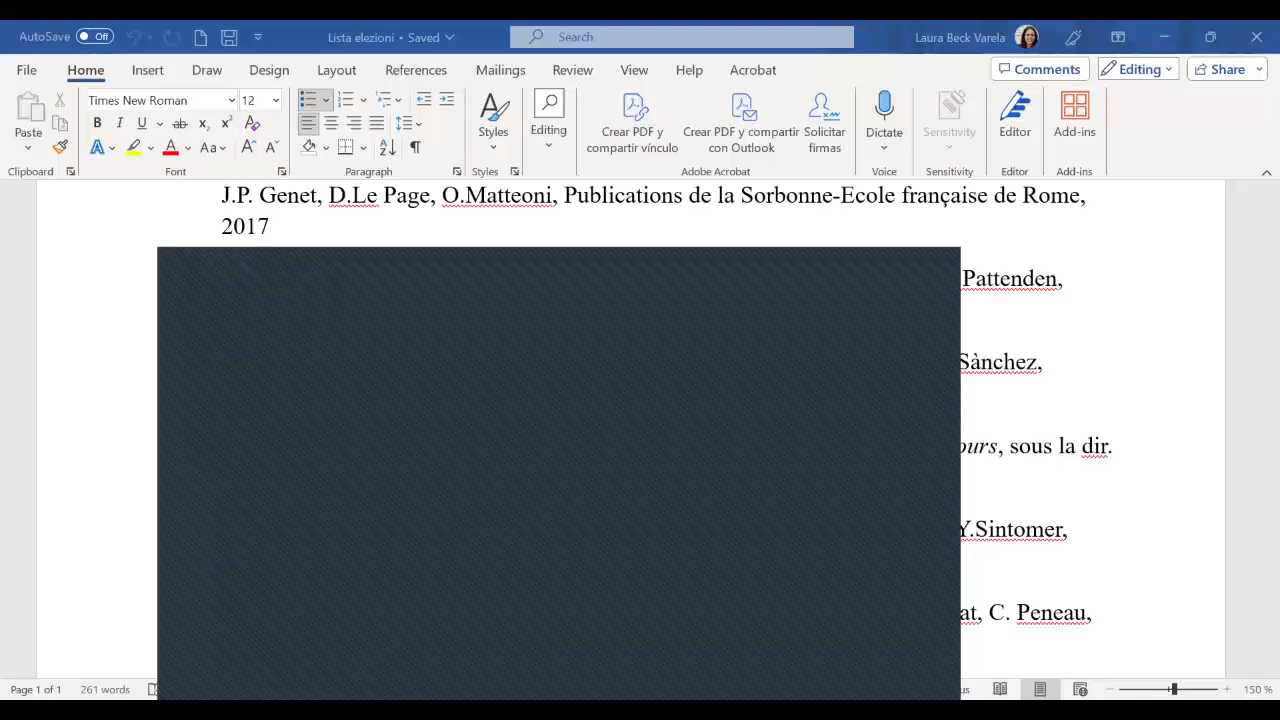 AutoSave Off Lista elezioni • Saved Search Laura Beck Varela
File Home Insert Draw Design Layout References Mailings Review View Help Acrobat Comments Editing Share
Times New Roman 12
Paste
Styles
Editing
Crear PDF y compartir vínculo
Crear PDF y compartir con Outlook
Solicitar firmas
Dictate
Sensitivity
Editor
Add-ins
Clipboard Font Paragraph Styles Adobe Acrobat Voice Sensitivity Editor Add-ins
J.P. Genet, D.Le Page, O.Matteoni, Publications de la Sorbonne-Ecole française de Rome,
2017
Pattenden,
Sànchez,
ours, sous la dir.
Y.Sintomer,
at, C. Peneau,
Page 1 of 1 261 words us 150 %